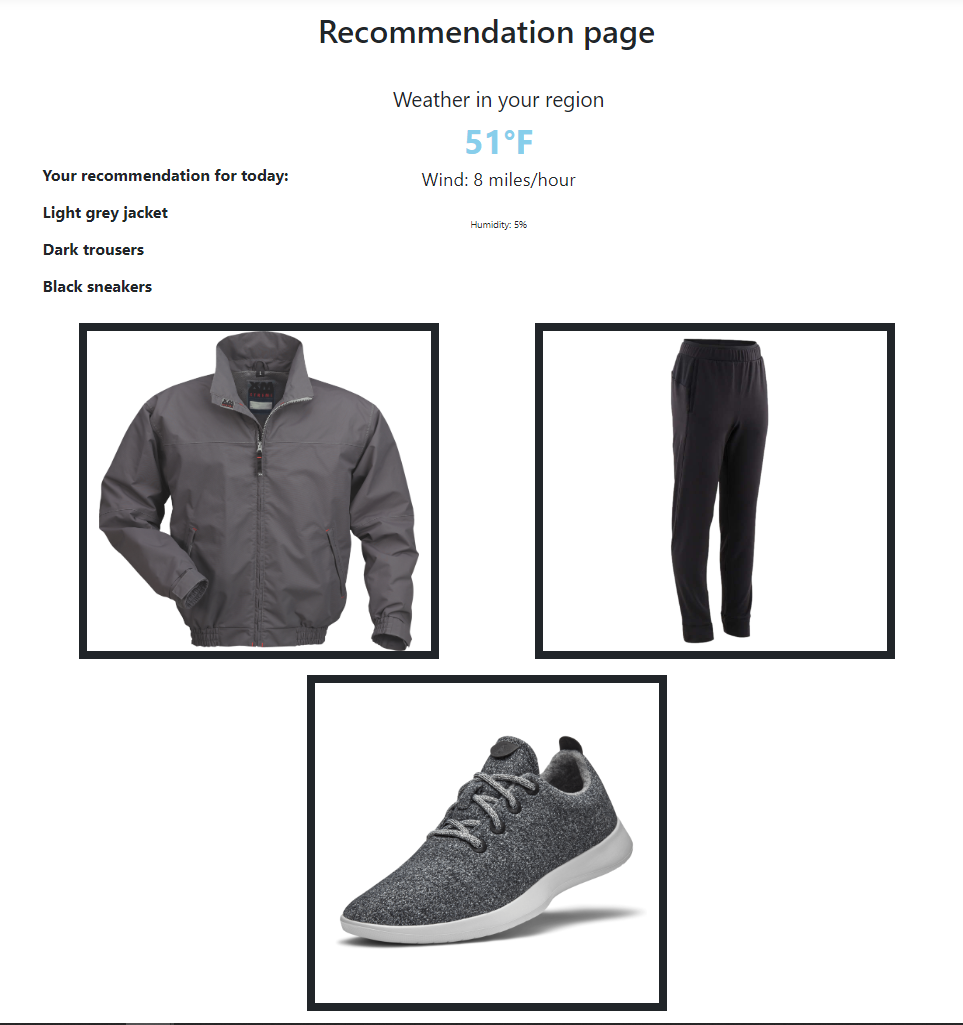 Recommendation page
Weather in your region
51°F
Wind: 8 miles/hour
Humidity: 5%
Your recommendation for today:
Light grey jacket
Dark trousers
Black sneakers